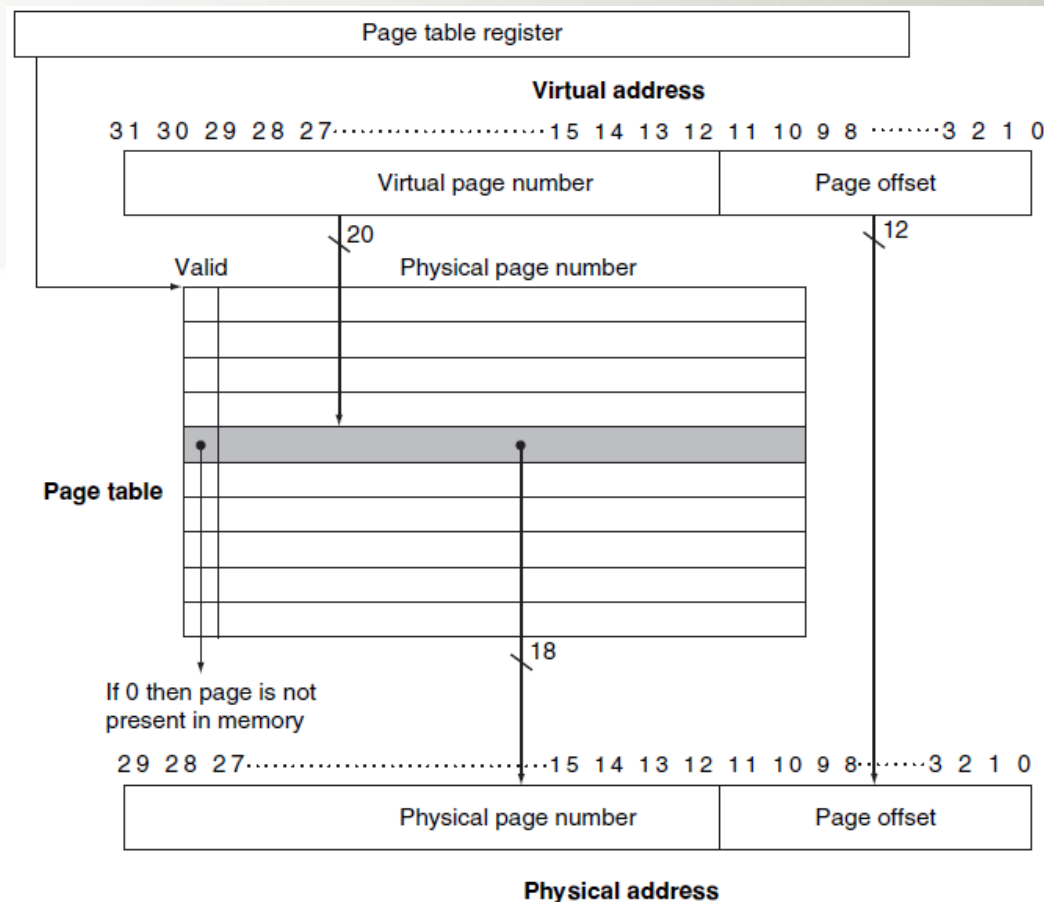 Page table register
Virtual address
31 30 29 28 27·······················15 14 13 12 11 10 9 8 ·······3 2 1 0
Virtual page number Page offset
20 12
Valid Physical page number
Page table
18
If 0 then page is not
present in memory
29 28 27································15 14 13 12 11 10 9 8·······3 2 1 0
Physical page number Page offset
Physical address